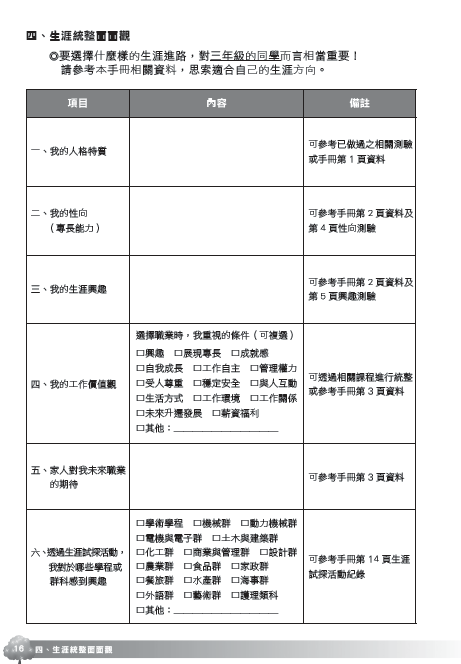 四、生涯統整面面觀
◎要選擇什麼樣的生涯進路，對三年級的同學而言相當重要！
請參考本手冊相關資料，思索適合自己的生涯方向。
項目
內容
備註
一、我的人格特質
可參考已做過之相關測驗
或手冊第 1 頁資料
二、我的性向
（專長能力）
可參考手冊第 2 頁資料及
第 4 頁性向測驗
三、我的生涯興趣
可參考手冊第 2 頁資料及
第 5 頁興趣測驗
四、我的工作價值觀
選擇職業時，我重視的條件（可複選）
□興趣 □展現專長 □成就感
□自我成長 □工作自主 □管理權力
□受人尊重 □穩定安全 □與人互動
□生活方式 □工作環境 □工作關係
□未來升遷發展 □薪資福利
□其他：____________________
可透過相關課程進行統整
或參考手冊第 3 頁資料
五、家人對我未來職業
的期待
可參考手冊第 3 頁資料
六、透過生涯試探活動，
我對於哪些學程或
群科感到興趣
□學術學程 □機械群 □動力機械群
□電機與電子群 □土木與建築群
□化工群 □商業與管理群 □設計群
□農業群 □食品群 □家政群
□餐旅群 □水產群 □海事群
□外語群 □藝術群 □護理類科
□其他：____________________
可參考手冊第 14 頁生涯
試探活動紀錄
16 四、生涯統整面面觀